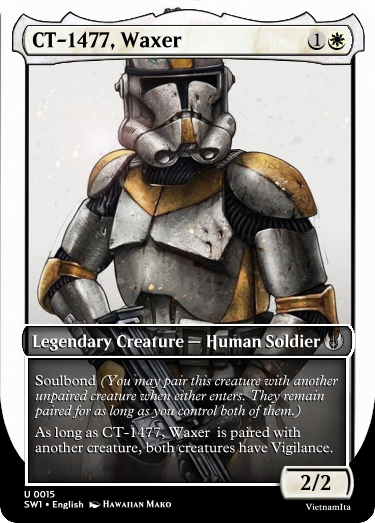 CT-1477, Waxer 1
Legendary Creature — Human Soldier
Soulbond (You may pair this creature with another
unpaired creature when either enters. They remain
paired for as long as you control both of them.)
As long as CT-1477, Waxer is paired with
another creature, both creatures have Vigilance.
2/2
U 0015
SW1 • English Hawaiian Mako
VietnamIta